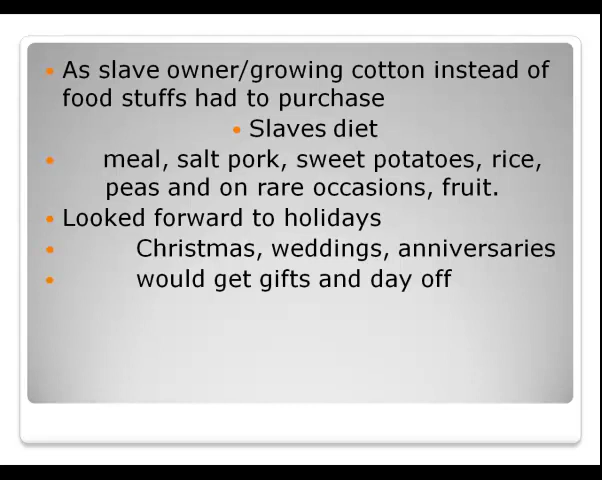 As slave owner/growing cotton instead of
food stuffs had to purchase
Slaves diet
meal, salt pork, sweet potatoes, rice,
peas and on rare occasions, fruit.
Looked forward to holidays
Christmas, weddings, anniversaries
would get gifts and day off